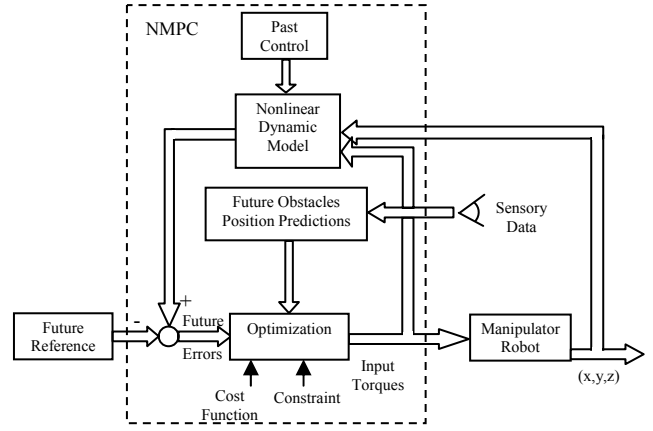 NMPC
Past
Control
Nonlinear
Dynamic
Model
Future Obstacles
Position Predictions
Sensory
Data
Future
Reference
-
+
Future
Errors
Optimization
Input
Torques
Manipulator
Robot
(x,y,z)
Cost
Function
Constraint